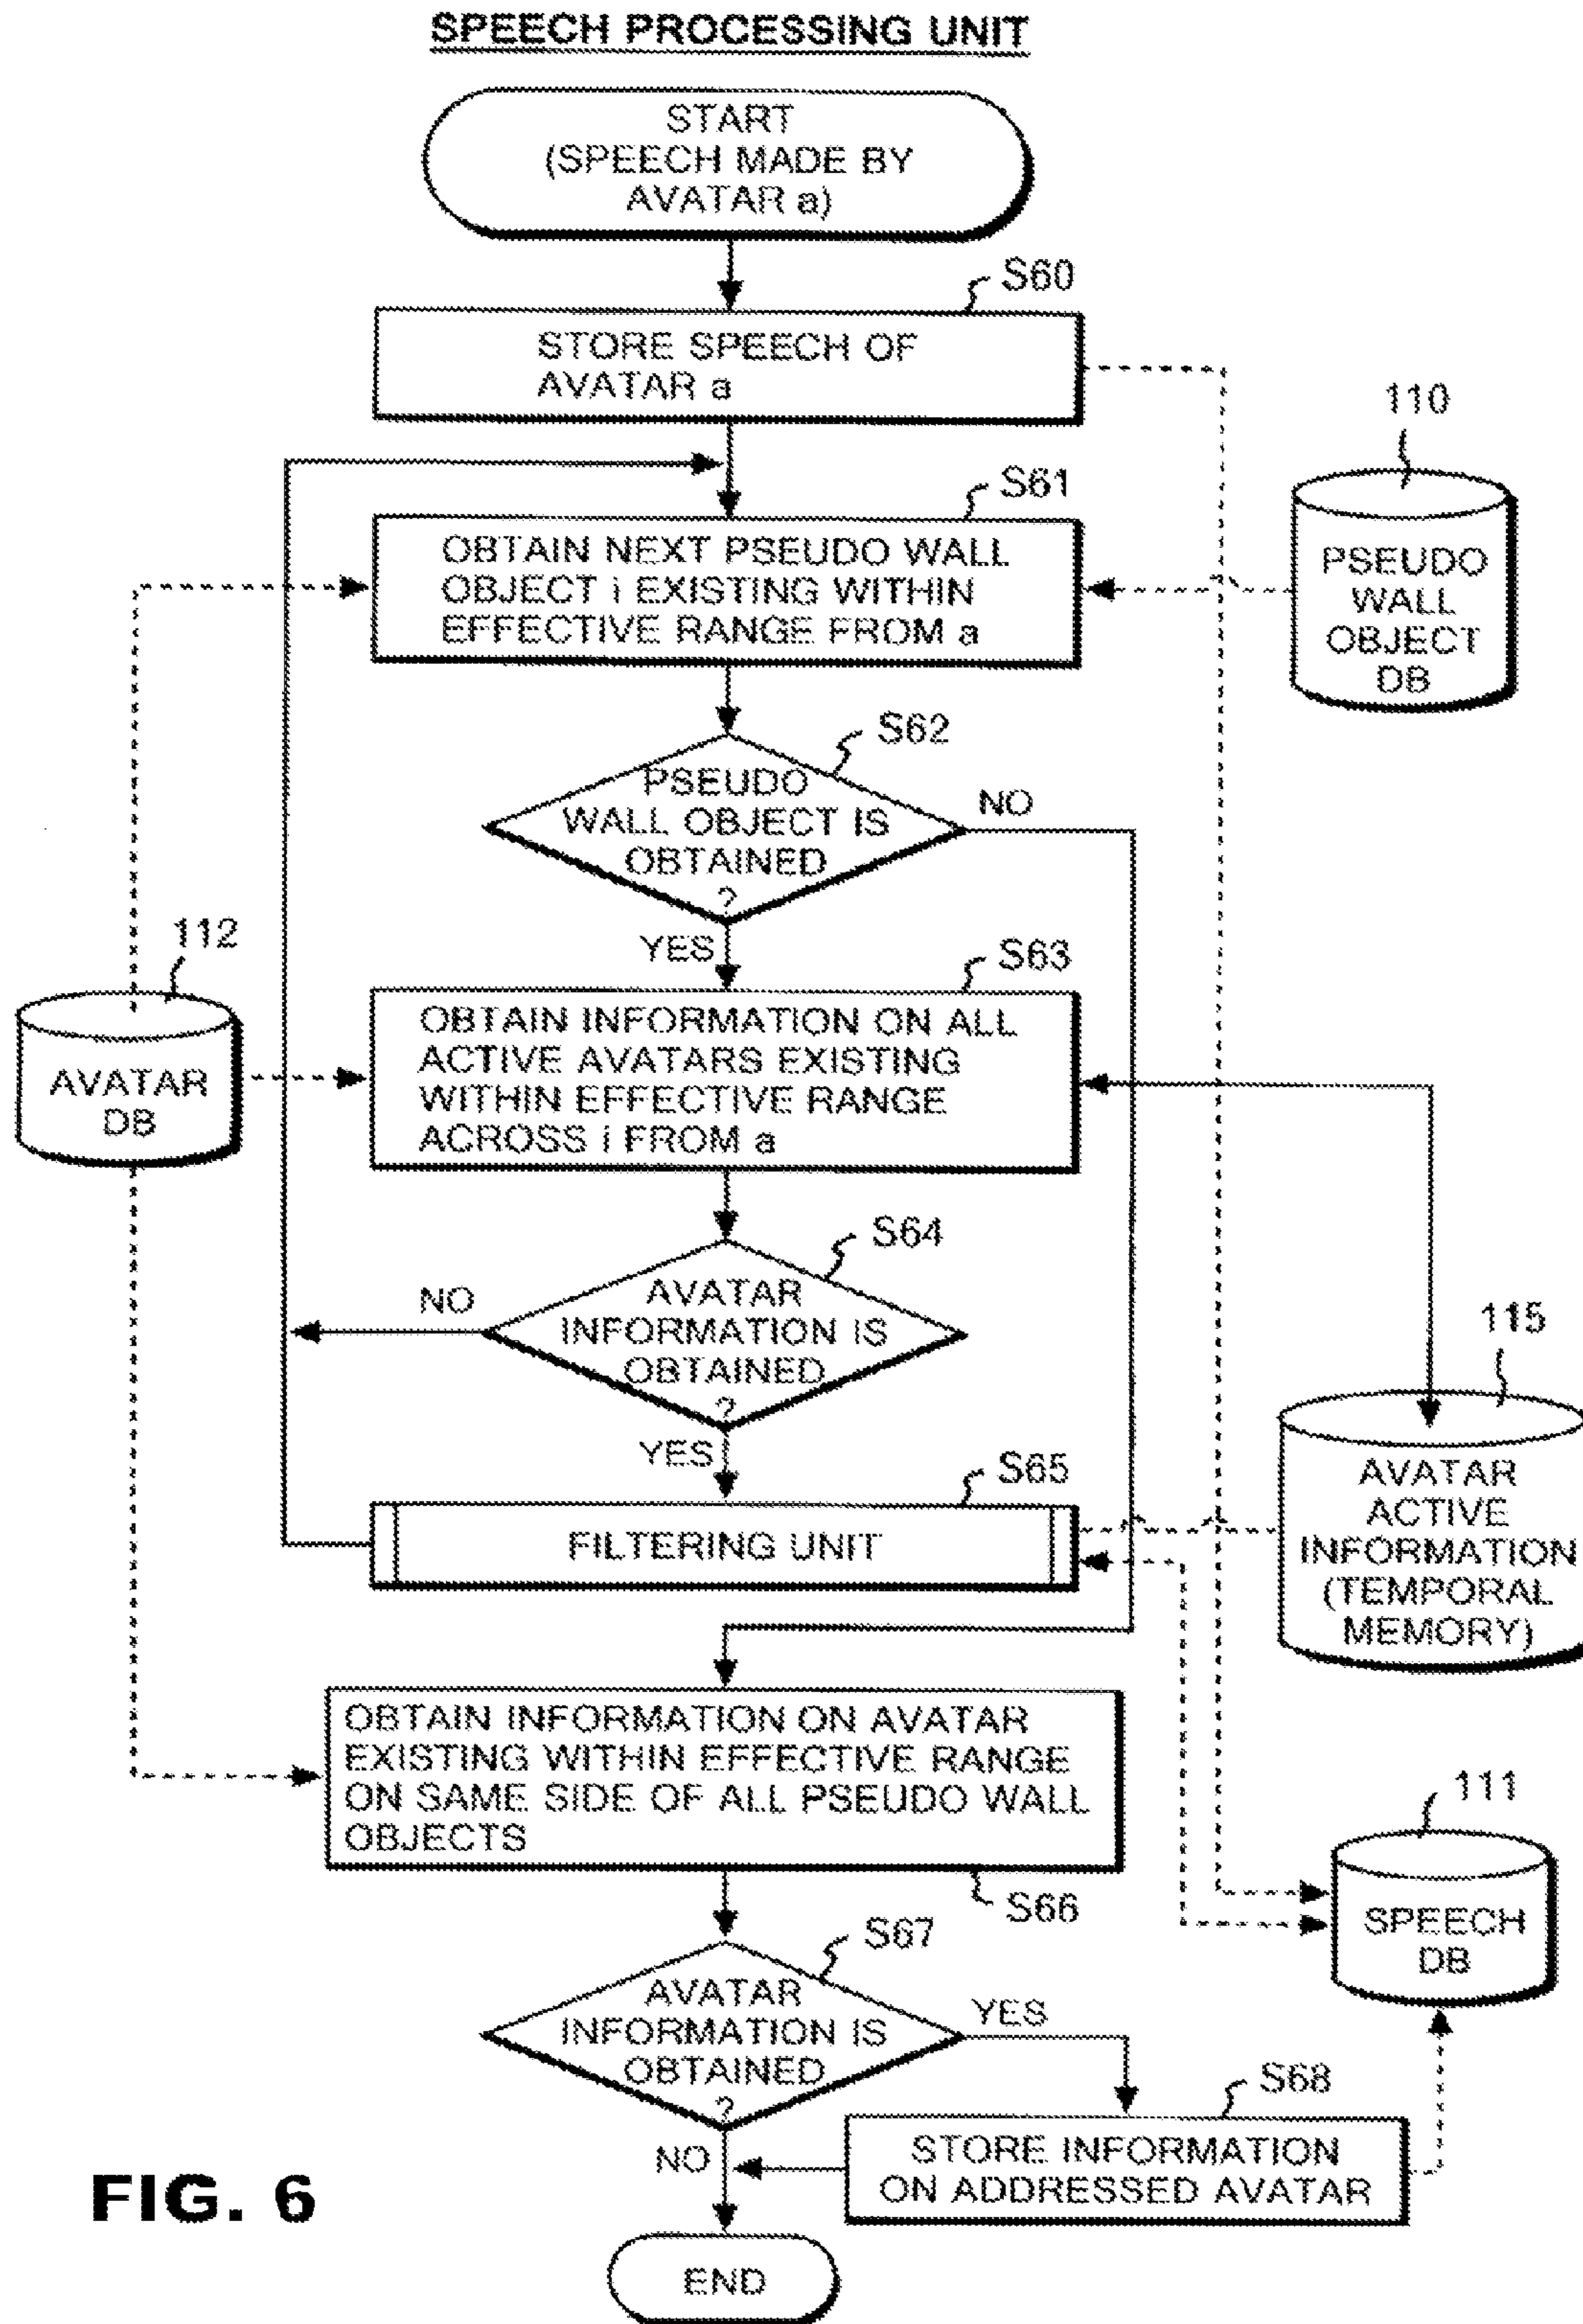 SPEECH PROCESSING UNIT
START
(SPEECH MADE BY
AVATAR a)
S60
STORE SPEECH OF
AVATAR a
110
S61
OBTAIN NEXT PSEUDO WALL
OBJECT i EXISTING WITHIN
EFFECTIVE RANGE FROM a
PSEUDO
WALL
OBJECT
DB
S62
PSEUDO
WALL OBJECT IS
OBTAINED
?
NO
YES
112
AVATAR
DB
S63
OBTAIN INFORMATION ON ALL
ACTIVE AVATARS EXISTING
WITHIN EFFECTIVE RANGE
ACROSS i FROM a
S64
NO
AVATAR
INFORMATION IS
OBTAINED
?
YES
115
AVATAR
ACTIVE
INFORMATION
(TEMPORAL
MEMORY)
S65
FILTERING UNIT
OBTAIN INFORMATION ON AVATAR
EXISTING WITHIN EFFECTIVE RANGE
ON SAME SIDE OF ALL PSEUDO WALL
OBJECTS
S66
111
SPEECH
DB
S67
AVATAR
INFORMATION IS
OBTAINED
?
YES
NO
S68
STORE INFORMATION
ON ADDRESSED AVATAR
FIG. 6
END